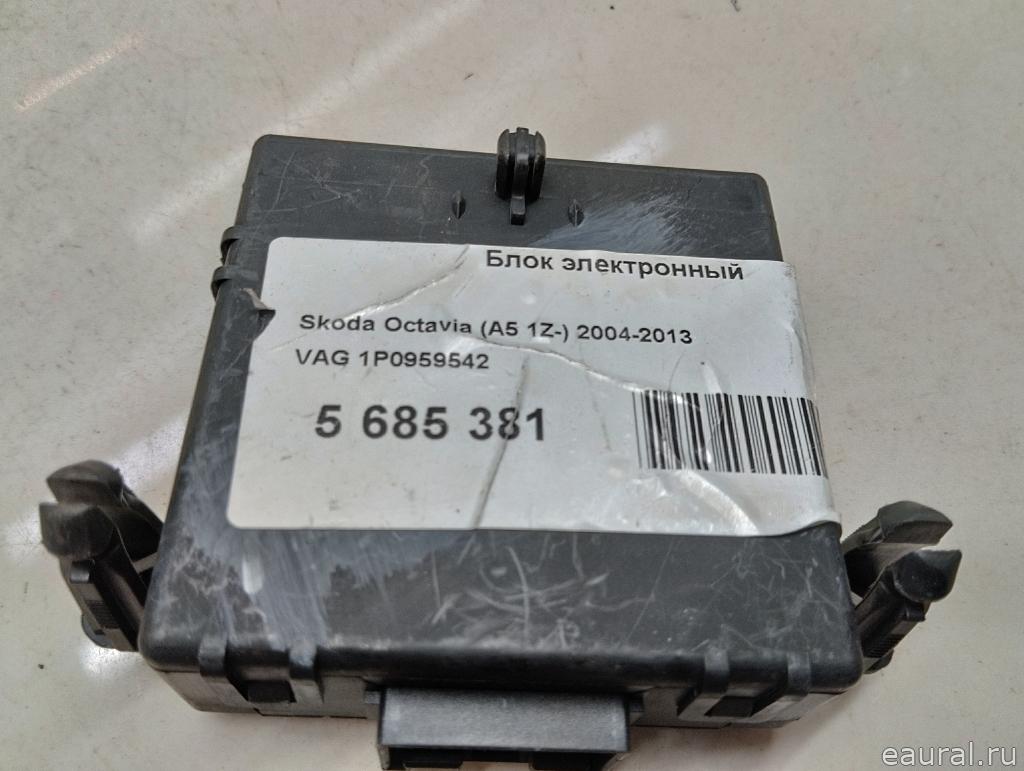 Блок электронный
Skoda Octavia (A5 1Z-) 2004-2013
VAG 1P0959542
5 685 381
eaural.ru